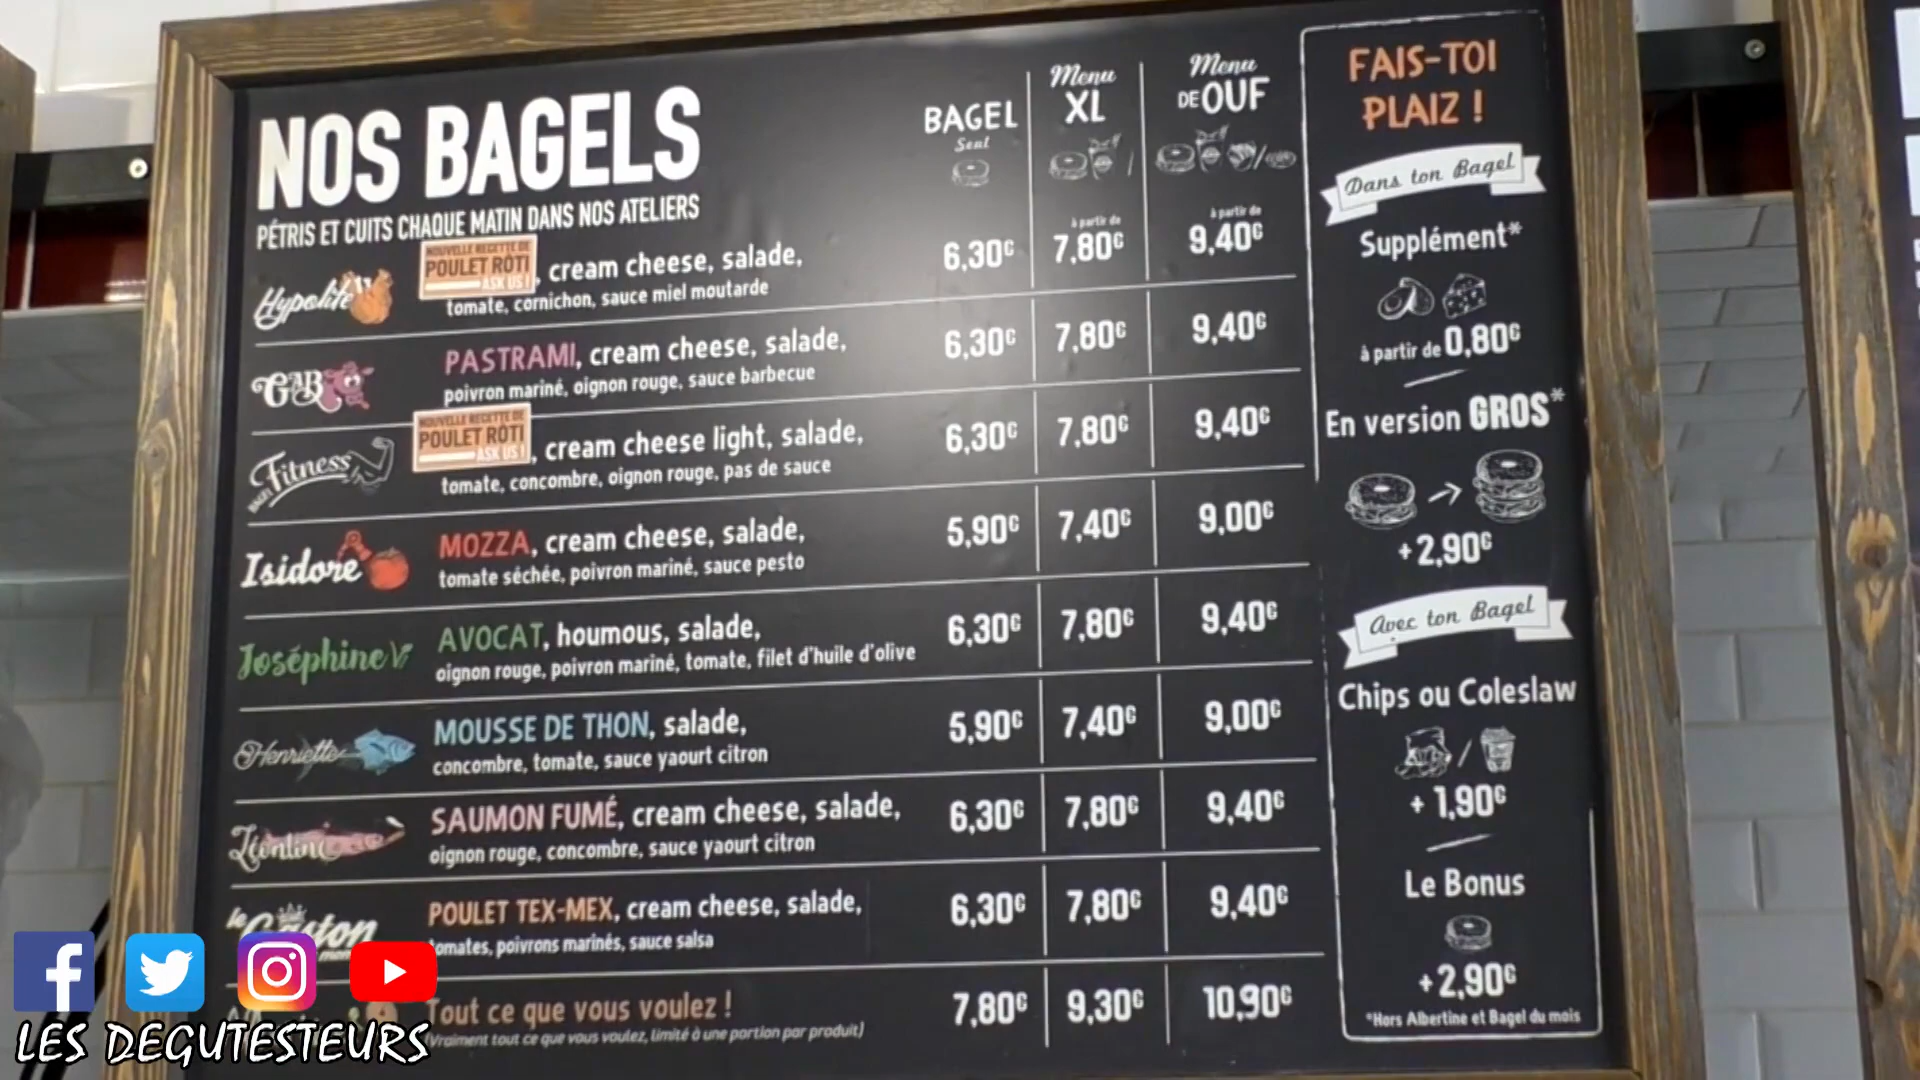 NOS BAGELS
PÉTRIS ET CUITS CHAQUE MATIN DANS NOS ATELIERS
BAGEL
Seul
Menu
XL
Menu
DE OUF
à partir de
à partir de
Hypolite
NOUVELLE RECETTE DE
POULET RÔTI
ASK US !
, cream cheese, salade,
tomate, cornichon, sauce miel moutarde
6,30€ 7,80€ 9,40€
GAB
PASTRAMI, cream cheese, salade,
poivron mariné, oignon rouge, sauce barbecue
6,30€ 7,80€ 9,40€
BAGEL Fitness
NOUVELLE RECETTE DE
POULET RÔTI
ASK US !
, cream cheese light, salade,
tomate, concombre, oignon rouge, pas de sauce
6,30€ 7,80€ 9,40€
Isidore
MOZZA, cream cheese, salade,
tomate séchée, poivron mariné, sauce pesto
5,90€ 7,40€ 9,00€
Joséphine
AVOCAT, houmous, salade,
oignon rouge, poivron mariné, tomate, filet d'huile d'olive
6,30€ 7,80€ 9,40€
Henriette
MOUSSE DE THON, salade,
concombre, tomate, sauce yaourt citron
5,90€ 7,40€ 9,00€
Léontine
SAUMON FUMÉ, cream cheese, salade,
oignon rouge, concombre, sauce yaourt citron
6,30€ 7,80€ 9,40€
le Gaston
POULET TEX-MEX, cream cheese, salade,
tomates, poivrons marinés, sauce salsa
6,30€ 7,80€ 9,40€
Tout ce que vous voulez !
(Vraiment tout ce que vous voulez, limité à une portion par produit)
7,80€ 9,30€ 10,90€
FAIS-TOI
PLAIZ !
Dans ton Bagel
Supplément*
à partir de 0,80€
En version GROS*
+2,90€
Avec ton Bagel
Chips ou Coleslaw
+ 1,90€
Le Bonus
+2,90€
*Hors Albertine et Bagel du mois
LES DEGUTESTEURS